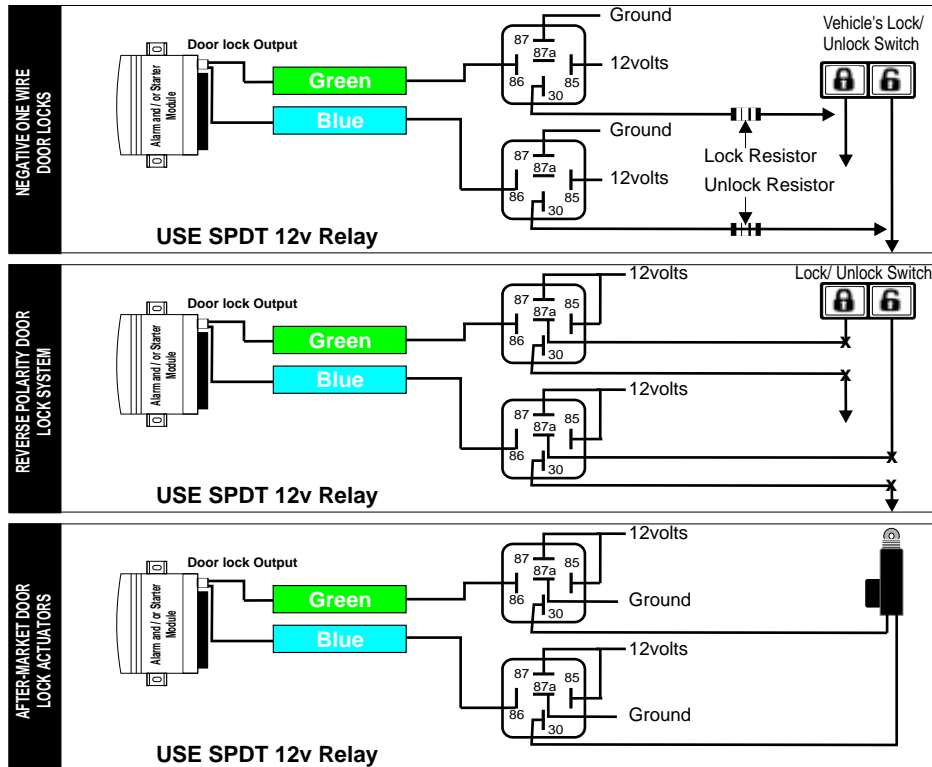 NEGATIVE ONE WIRE
DOOR LOCKS
Door lock Output
Alarm and / or Starter
Module
Green
Blue
87
87a
86
85
30
Ground
12volts
87
87a
86
85
30
Ground
12volts
Vehicle's Lock/
Unlock Switch
Lock Resistor
Unlock Resistor
USE SPDT 12v Relay
REVERSE POLARITY DOOR
LOCK SYSTEM
Door lock Output
Alarm and / or Starter
Module
Green
Blue
87
85
87a
86
30
12volts
87
85
87a
86
30
12volts
Lock/ Unlock Switch
x
x
x
x
USE SPDT 12v Relay
AFTER-MARKET DOOR
LOCK ACTUATORS
Door lock Output
Alarm and / or Starter
Module
Green
Blue
87
85
87a
86
30
12volts
Ground
87
85
87a
86
30
12volts
Ground
USE SPDT 12v Relay